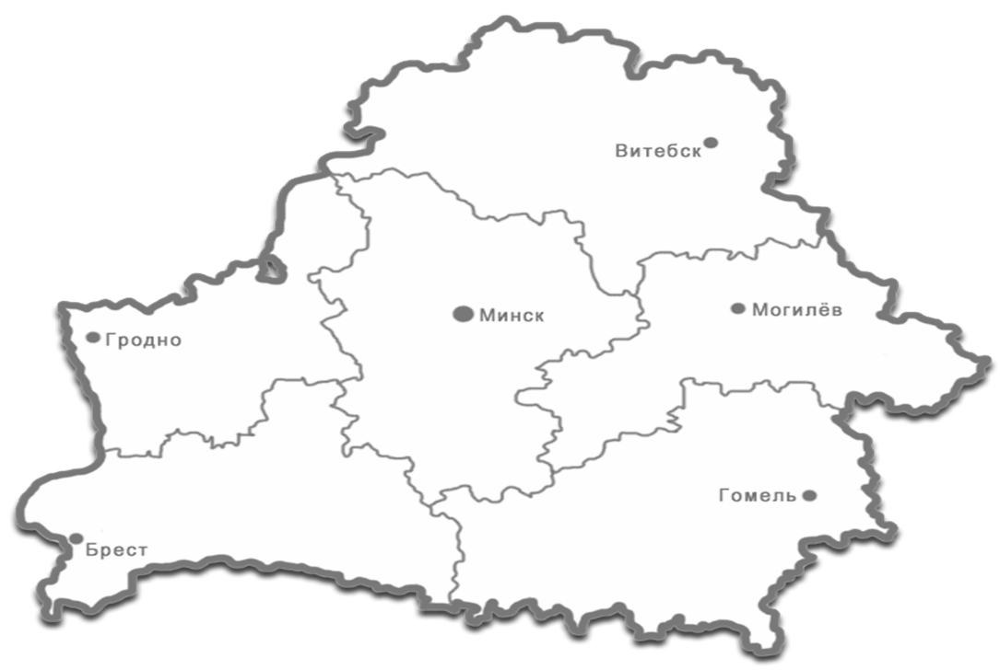 Витебск
Минск
Могилёв
Гродно
Гомель
Брест